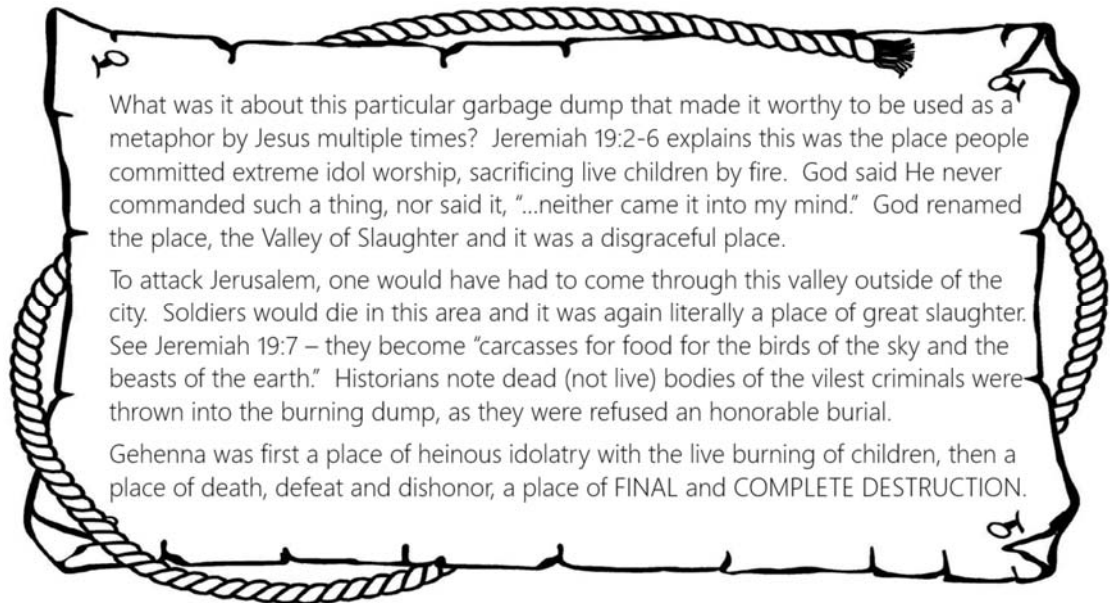 What was it about this particular garbage dump that made it worthy to be used as a
metaphor by Jesus multiple times?  Jeremiah 19:2-6 explains this was the place people
committed extreme idol worship, sacrificing live children by fire.  God said He never
commanded such a thing, nor said it, “...neither came it into my mind.”  God renamed
the place, the Valley of Slaughter and it was a disgraceful place.
To attack Jerusalem, one would have had to come through this valley outside of the
city.  Soldiers would die in this area and it was again literally a place of great slaughter.
See Jeremiah 19:7 – they become “carcasses for food for the birds of the sky and the
beasts of the earth.”  Historians note dead (not live) bodies of the vilest criminals were
thrown into the burning dump, as they were refused an honorable burial.
Gehenna was first a place of heinous idolatry with the live burning of children, then a
place of death, defeat and dishonor, a place of FINAL and COMPLETE DESTRUCTION.